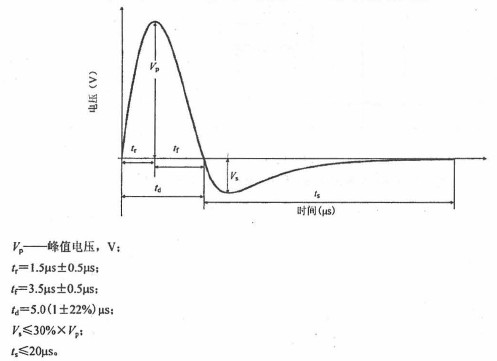 电压（V）
Vp
tr
tf
Vs
td
ts
时间(μs)
Vp——峰值电压，V；
tr＝1.5μs±0.5μs；
tf＝3.5μs±0.5μs；
td＝5.0(1±22%)μs；
Vs≤30%×Vp；
ts≤20μs。